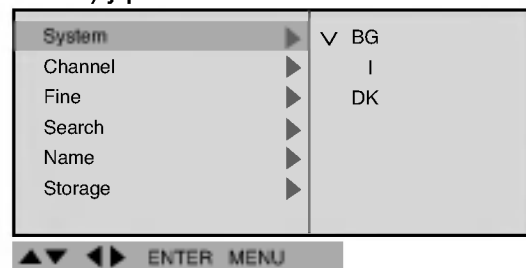 System
Channel
Fine
Search
Name
Storage
BG
I
DK
ENTER MENU